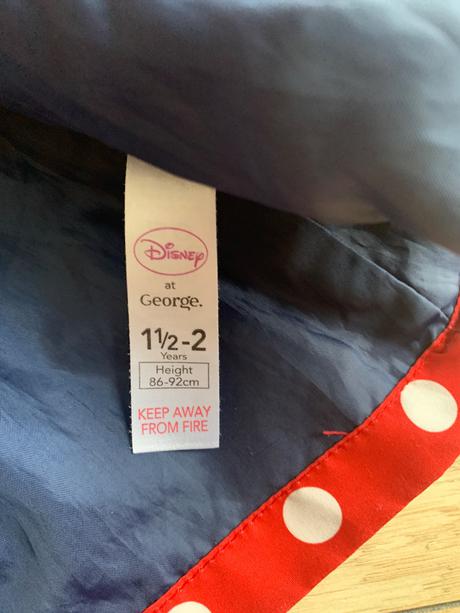 Disney
at
George.
1½-2
Years
Height
86-92cm
KEEP AWAY
FROM FIRE